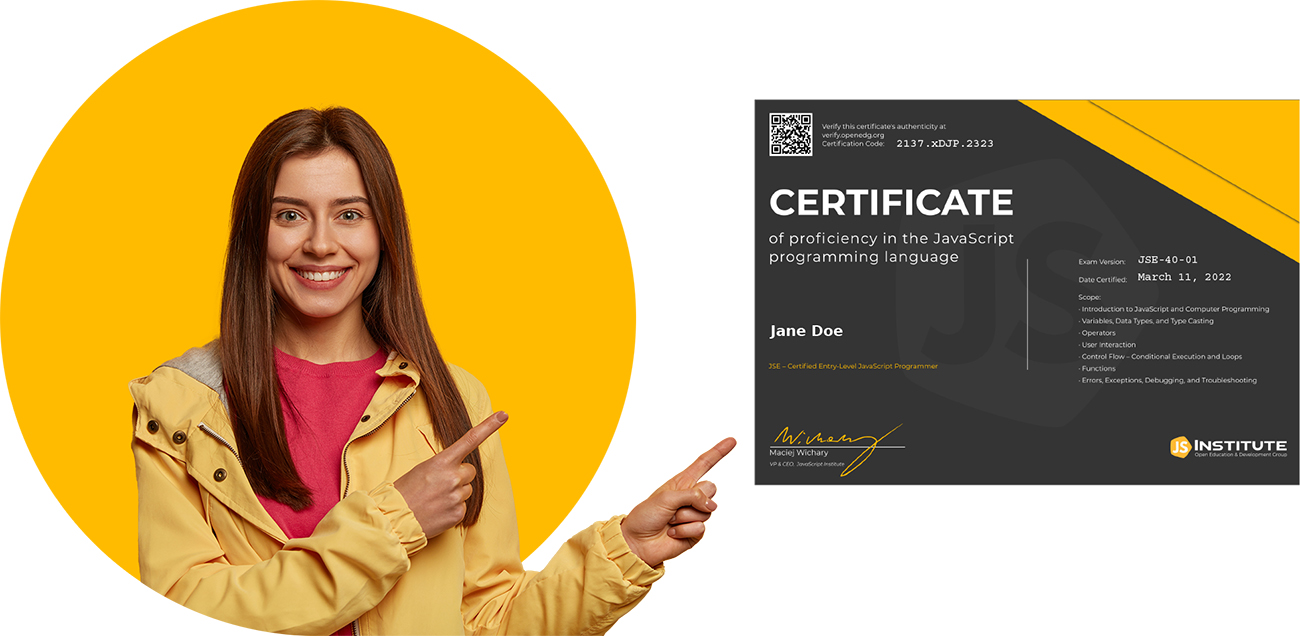 Verify this certificate's authenticity at
verify.openedg.org
Certification Code: 2137.xDJP.2323
CERTIFICATE
of proficiency in the JavaScript
programming language
Jane Doe
JSE – Certified Entry-Level JavaScript Programmer
Wichary
Maciej Wichary
VP & CEO, JavaScript Institute
Exam Version: JSE-40-01
Date Certified: March 11, 2022
Scope:
· Introduction to JavaScript and Computer Programming
· Variables, Data Types, and Type Casting
· Operators
· User Interaction
· Control Flow – Conditional Execution and Loops
· Functions
· Errors, Exceptions, Debugging, and Troubleshooting
JS
JS INSTITUTE
Open Education & Development Group